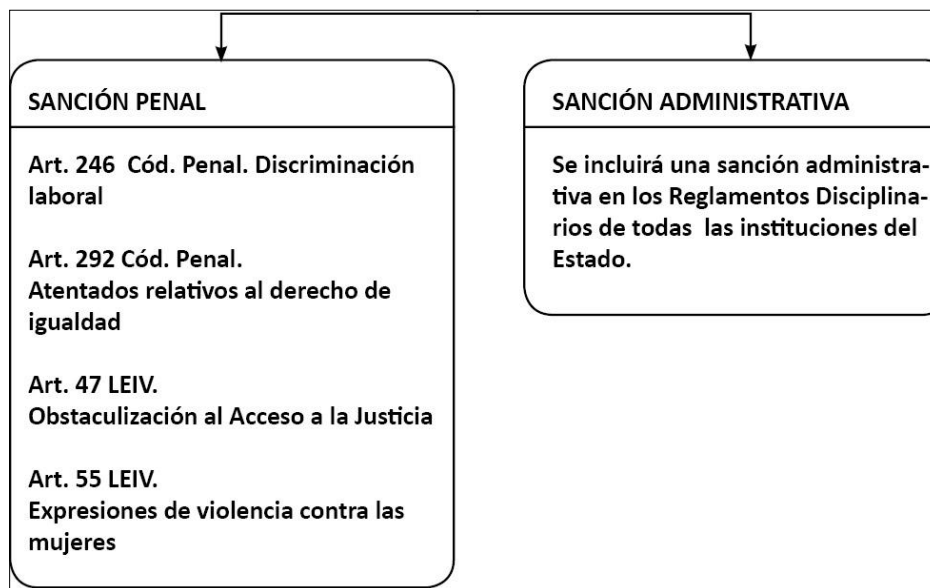 SANCIÓN PENAL
Art. 246 Cód. Penal. Discriminación
laboral
Art. 292 Cód. Penal.
Atentados relativos al derecho de
igualdad
Art. 47 LEIV.
Obstaculización al Acceso a la Justicia
Art. 55 LEIV.
Expresiones de violencia contra las
mujeres
SANCIÓN ADMINISTRATIVA
Se incluirá una sanción administra-
tiva en los Reglamentos Disciplina-
rios de todas las instituciones del
Estado.